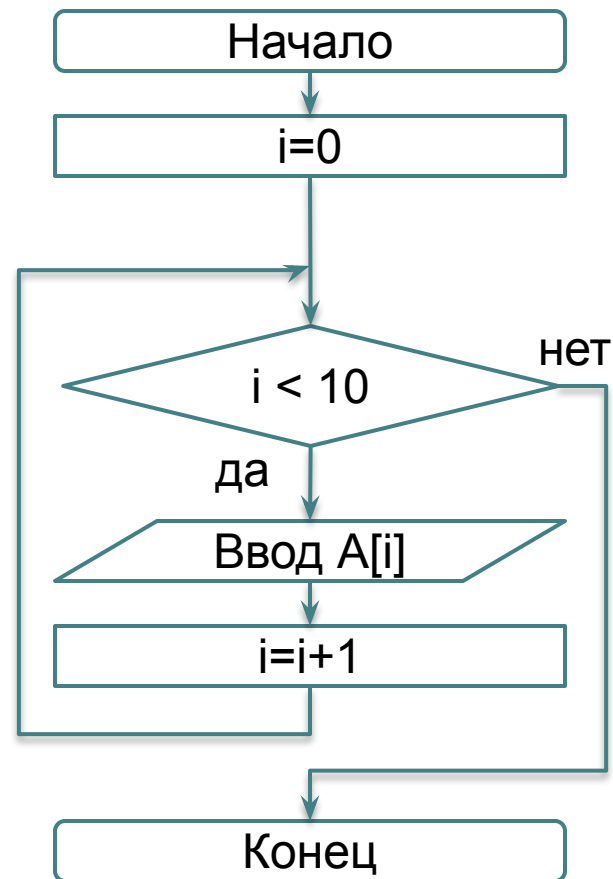 Начало
i=0
i < 10
нет
да
Ввод A[i]
i=i+1
Конец